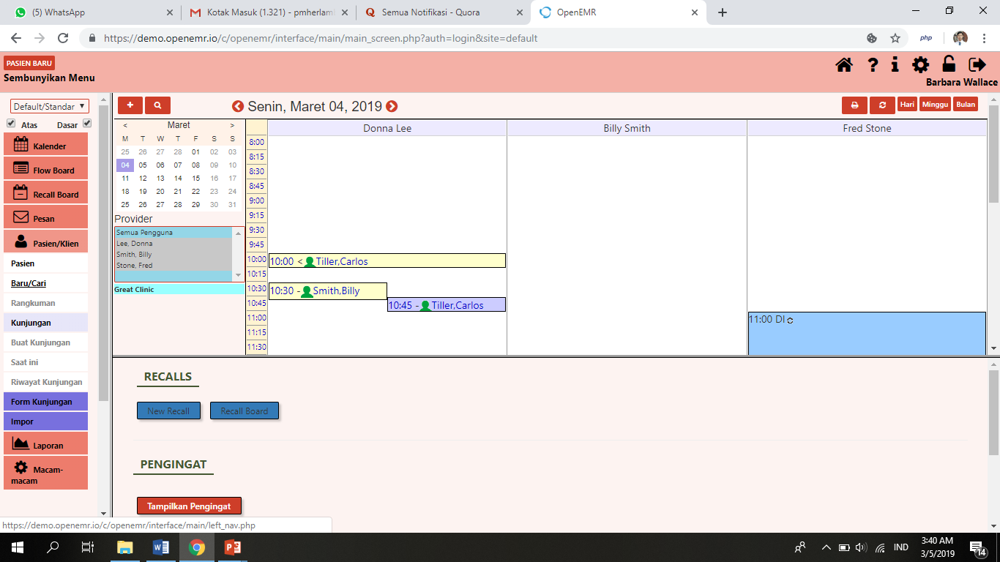 (5) WhatsApp
Kotak Masuk (1.321) - pmherlam
Semua Notifikasi - Quora
OpenEMR
https://demo.openemr.io/c/openemr/interface/main/main_screen.php?auth=login&site=default
php
PASIEN BARU
Sembunyikan Menu
Barbara Wallace
Default/Standar
Atas Dasar
Kalender
Flow Board
Recall Board
Pesan
Pasien/Klien
Pasien
Baru/Cari
Rangkuman
Kunjungan
Buat Kunjungan
Saat ini
Riwayat Kunjungan
Form Kunjungan
Impor
Laporan
Macam-
macam
Senin, Maret 04, 2019
Hari Minggu Bulan
< Maret >
M T W T F S S
25 26 27 28 01 02 03
04 05 06 07 08 09 10
11 12 13 14 15 16 17
18 19 20 21 22 23 24
25 26 27 28 29 30 31
Provider
Semua Pengguna
Lee, Donna
Smith, Billy
Stone, Fred
Great Clinic
Donna Lee Billy Smith Fred Stone
8:00
8:15
8:30
8:45
9:00
9:15
9:30
9:45
10:00
10:15
10:30
10:45
11:00
11:15
11:30
10:00 < Tiller,Carlos
10:30 - Smith,Billy
10:45 - Tiller,Carlos
11:00 DI
RECALLS
New Recall Recall Board
PENGINGAT
Tampilkan Pengingat
https://demo.openemr.io/c/openemr/interface/main/left_nav.php
IND
3:40 AM
3/5/2019
14